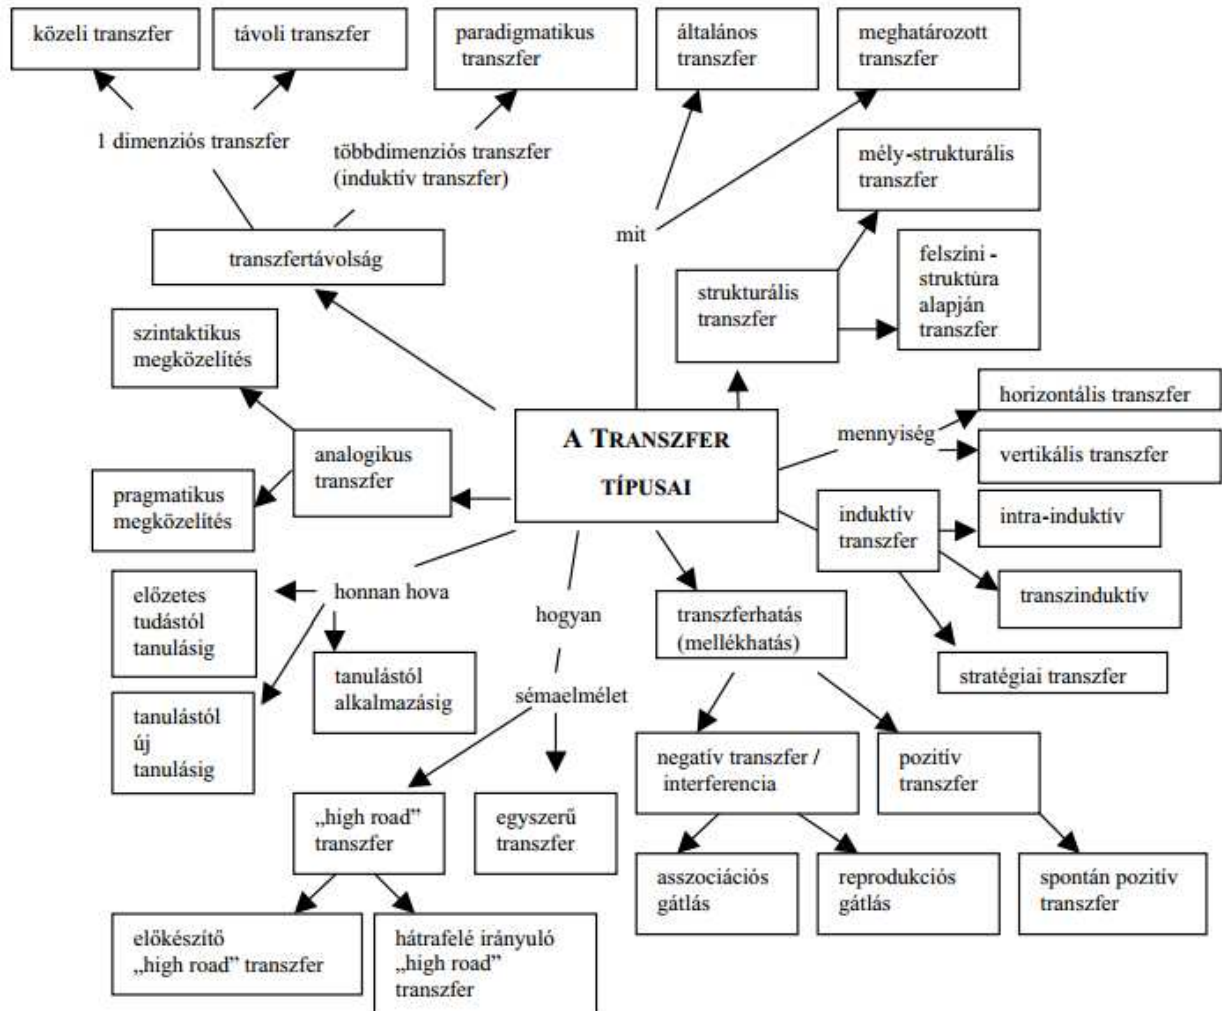 közeli transzfer
távoli transzfer
paradigmatikus
transzfer
általános
transzfer
meghatározott
transzfer
1 dimenziós transzfer
többdimenziós transzfer
(induktív transzfer)
mély-strukturális
transzfer
mit
transzfertávolság
felszíni -
struktúra
alapján
transzfer
strukturális
transzfer
szintaktikus
megközelítés
horizontális transzfer
A TRANSZFER
TÍPUSAI
mennyiség
vertikális transzfer
analogikus
transzfer
pragmatikus
megközelítés
induktív
transzfer
intra-induktív
transzinduktív
stratégiai transzfer
honnan hova
előzetes
tudástól
tanulásig
hogyan
transzferhatás
(mellékhatás)
tanulástól
alkalmazásig
sémaelmélet
tanulástól
új
tanulásig
negatív transzfer /
interferencia
pozitív
transzfer
„high road”
transzfer
egyszerű
transzfer
asszociációs
gátlás
reprodukciós
gátlás
spontán pozitív
transzfer
előkészítő
„high road” transzfer
hátrafelé irányuló
„high road”
transzfer